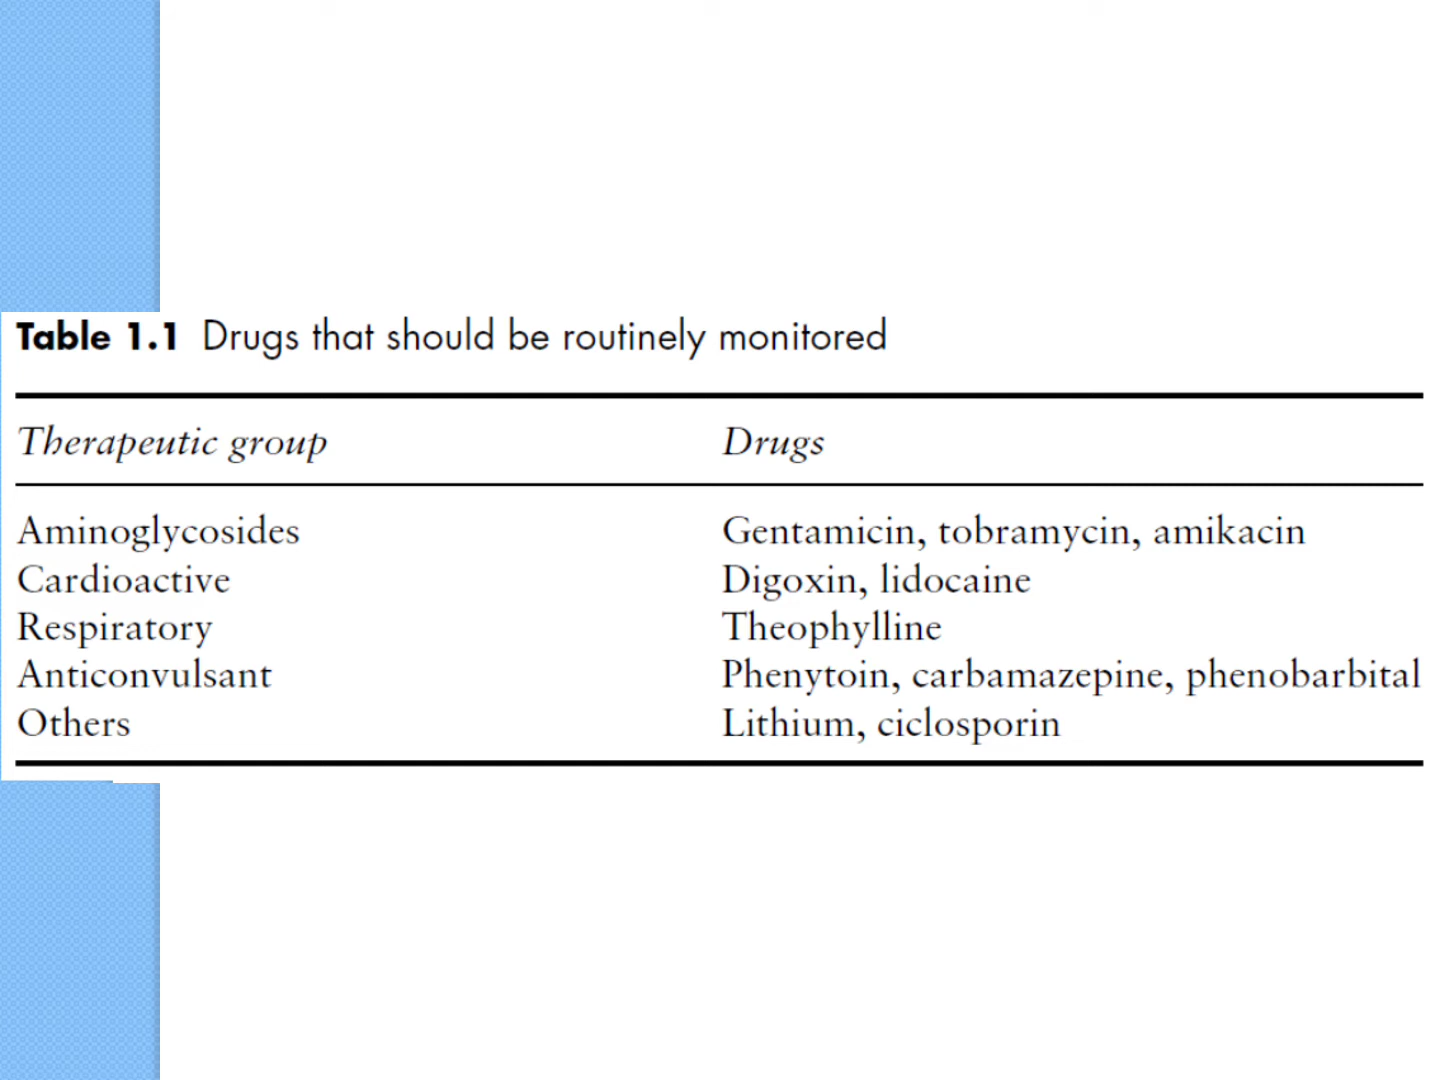 Table 1.1 Drugs that should be routinely monitored
Therapeutic group Drugs
Aminoglycosides Gentamicin, tobramycin, amikacin
Cardioactive Digoxin, lidocaine
Respiratory Theophylline
Anticonvulsant Phenytoin, carbamazepine, phenobarbital
Others Lithium, ciclosporin